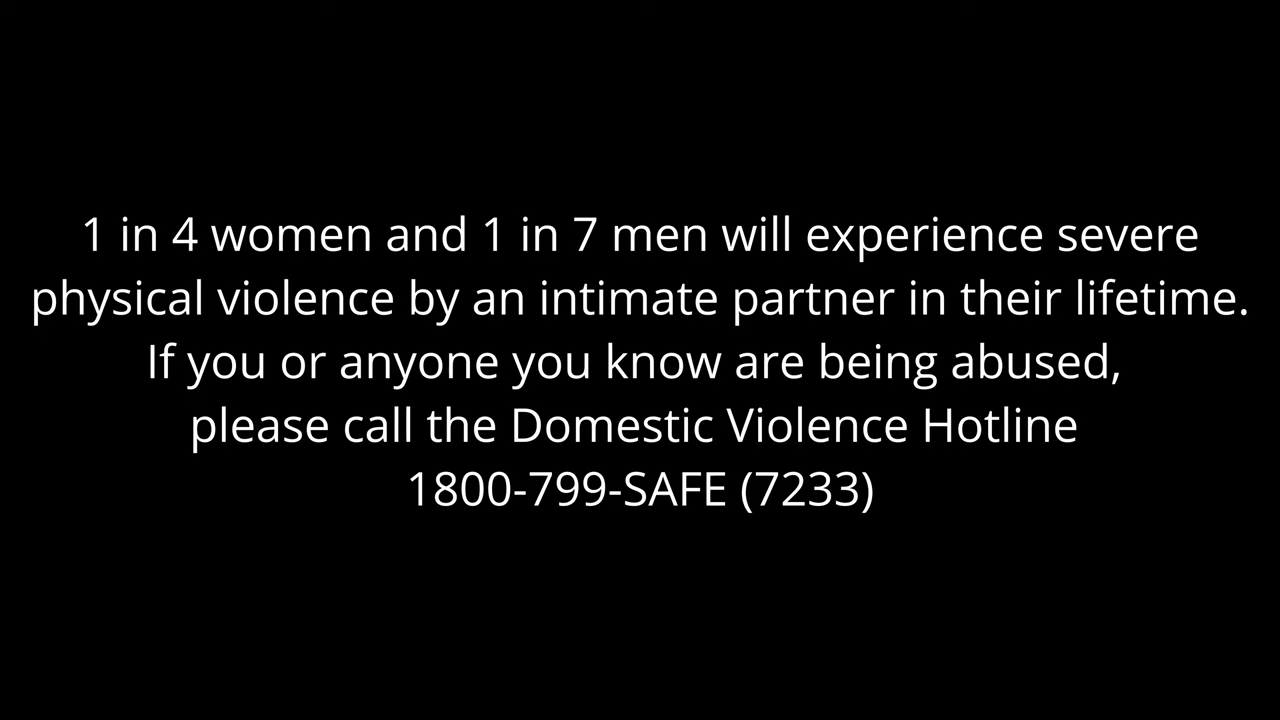 1 in 4 women and 1 in 7 men will experience severe
physical violence by an intimate partner in their lifetime.
If you or anyone you know are being abused,
please call the Domestic Violence Hotline
1800-799-SAFE (7233)